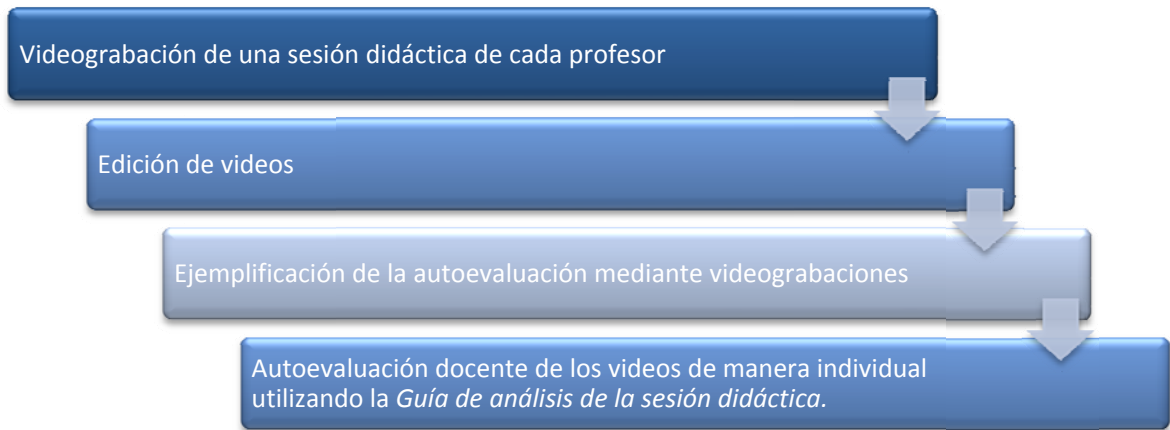 Videograbación de una sesión didáctica de cada profesor
Edición de videos
Ejemplificación de la autoevaluación mediante videograbaciones
Autoevaluación docente de los videos de manera individual
utilizando la Guía de análisis de la sesión didáctica.